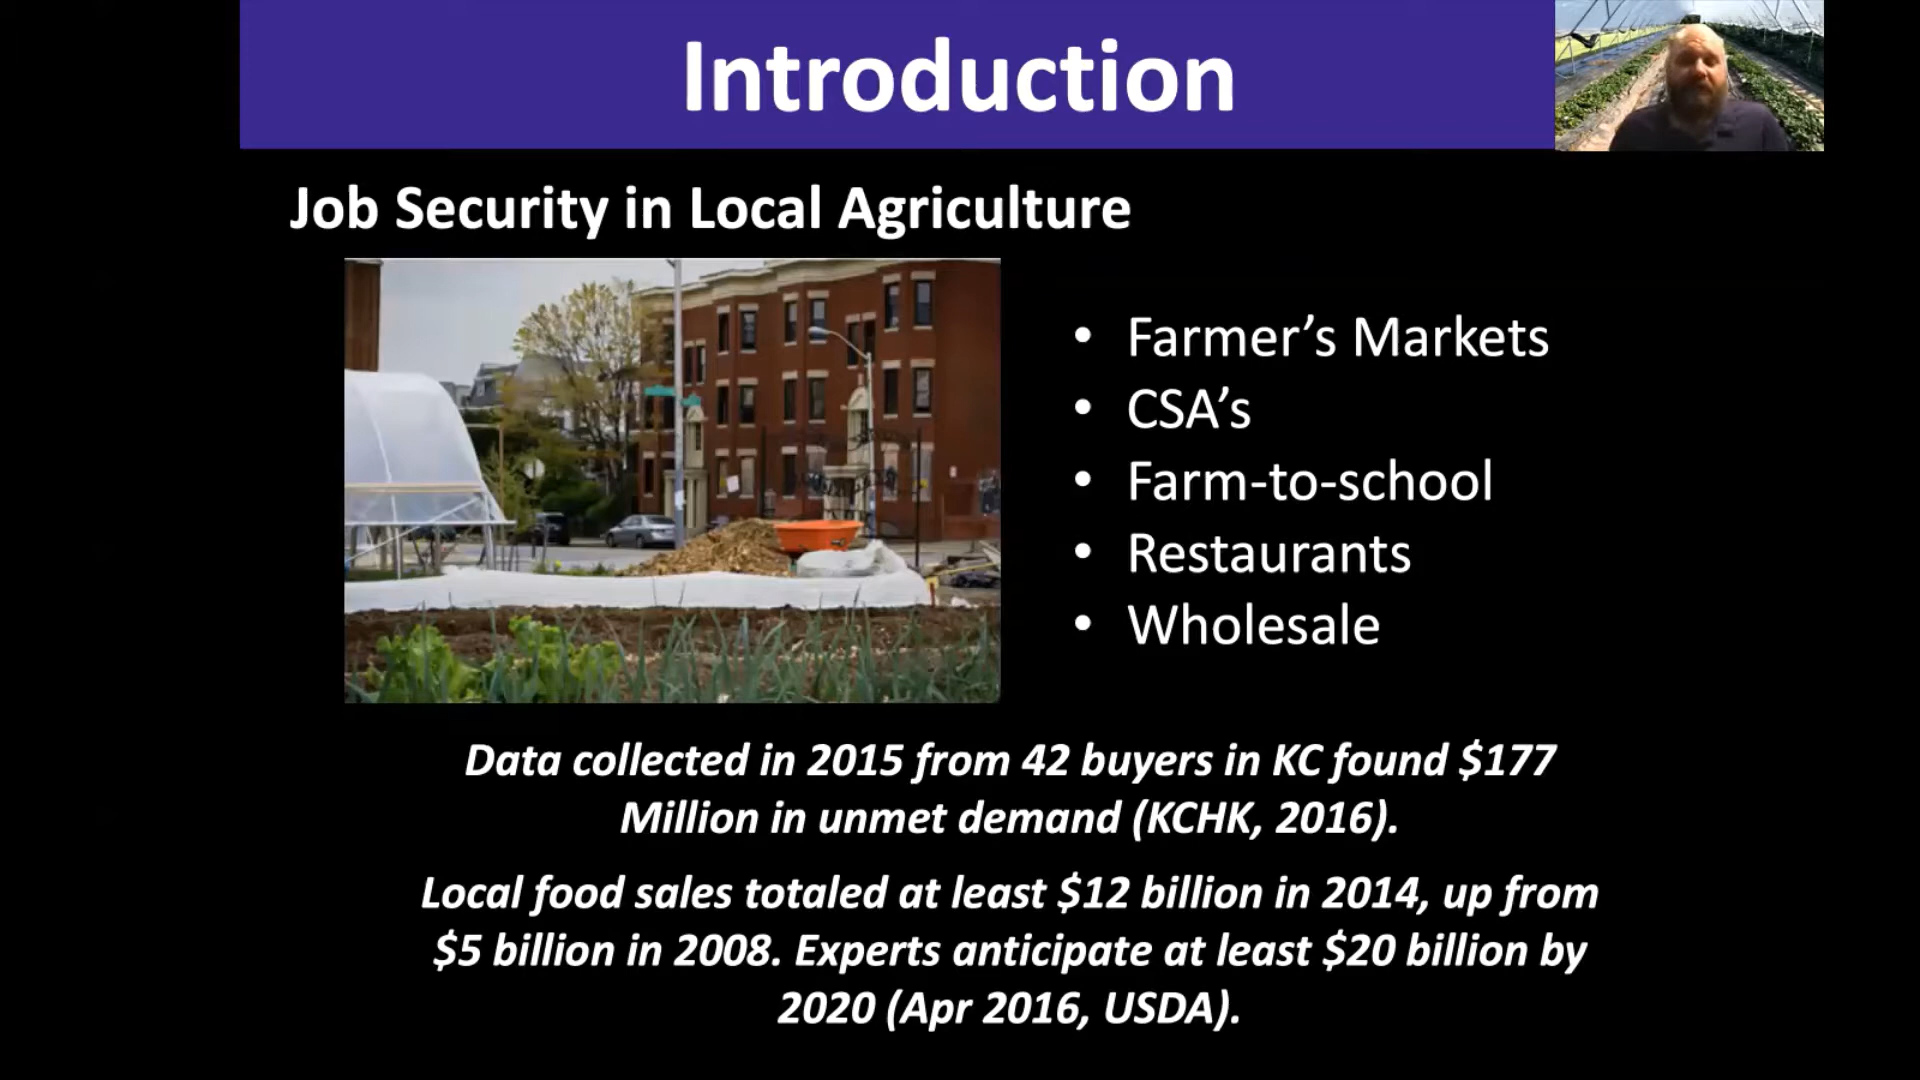 Introduction
Job Security in Local Agriculture
• Farmer’s Markets
• CSA’s
• Farm-to-school
• Restaurants
• Wholesale
Data collected in 2015 from 42 buyers in KC found $177
Million in unmet demand (KCHK, 2016).
Local food sales totaled at least $12 billion in 2014, up from
$5 billion in 2008. Experts anticipate at least $20 billion by
2020 (Apr 2016, USDA).